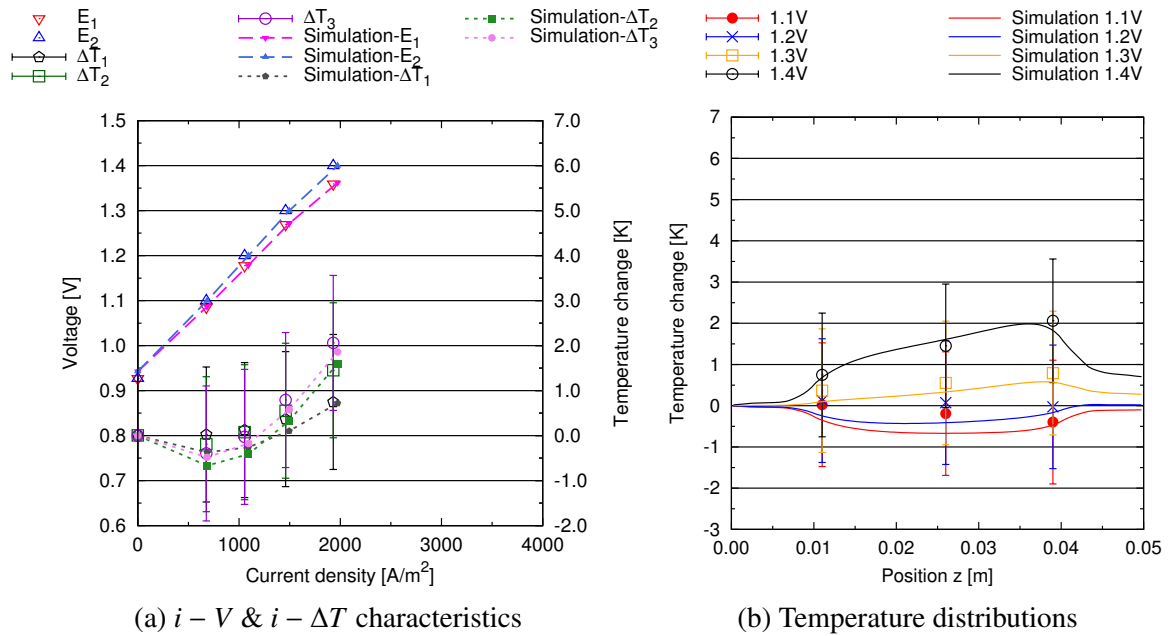 E₁
E₂
ΔT₁
ΔT₂
ΔT₃
Simulation-E₁
Simulation-E₂
Simulation-ΔT₁
Simulation-ΔT₂
Simulation-ΔT₃
1.5
1.4
1.3
1.2
1.1
1.0
0.9
0.8
0.7
0.6
Voltage [V]
7.0
6.0
5.0
4.0
3.0
2.0
1.0
0.0
-1.0
-2.0
Temperature change [K]
0 1000 2000 3000 4000
Current density [A/m²]
(a) i − V & i − ΔT characteristics
1.1V
1.2V
1.3V
1.4V
Simulation 1.1V
Simulation 1.2V
Simulation 1.3V
Simulation 1.4V
7
6
5
4
3
2
1
0
-1
-2
-3
Temperature change [K]
0.00 0.01 0.02 0.03 0.04 0.05
Position z [m]
(b) Temperature distributions